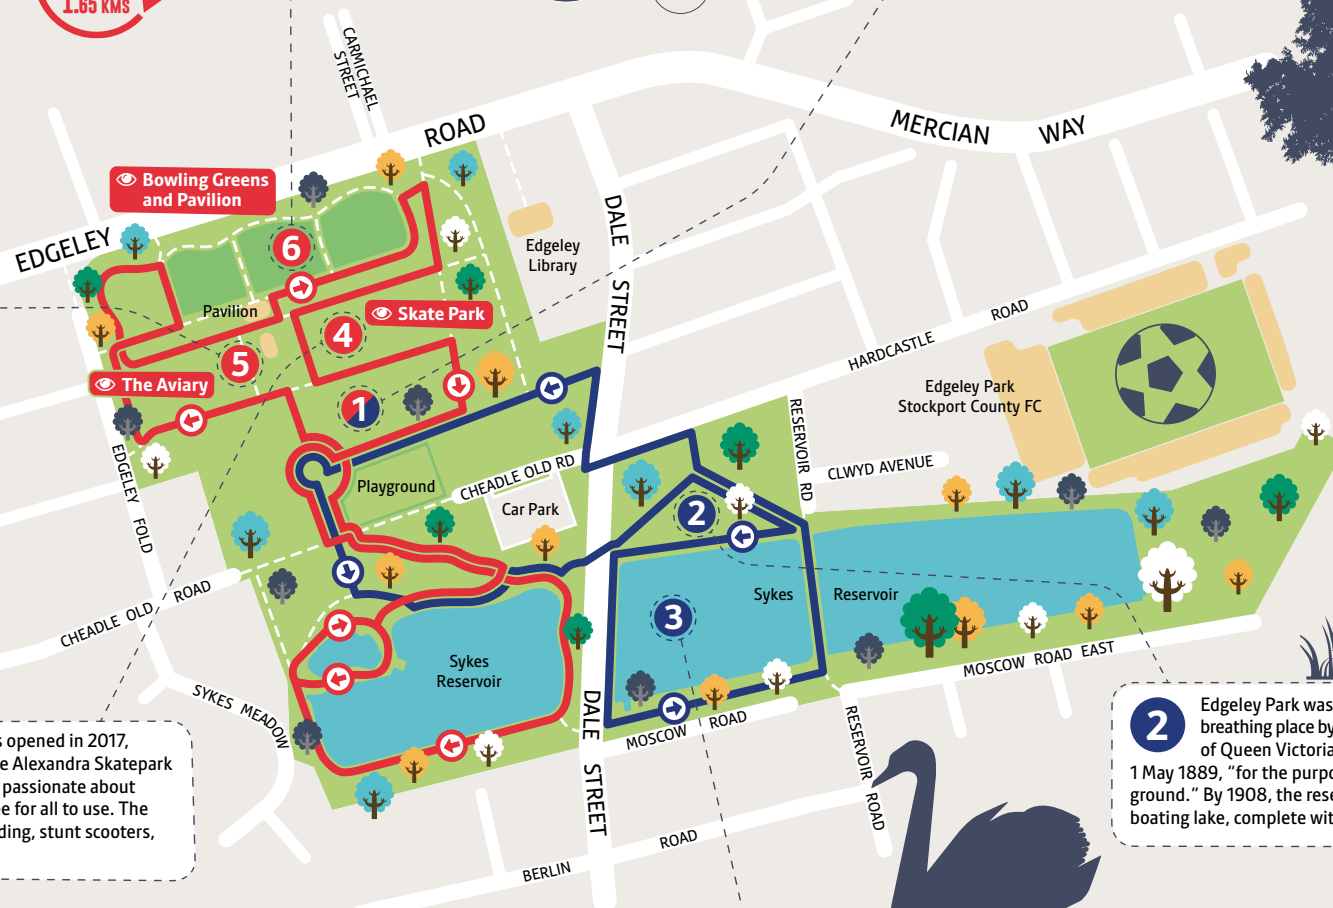 1.65 KMS
CARMICHAEL
STREET
EDGELEY
ROAD
MERCIAN
WAY
Bowling Greens
and Pavilion
6
Edgeley
Library
DALE
STREET
Pavilion
Skate Park
4
5
The Aviary
1
HARDCASTLE
ROAD
Edgeley Park
Stockport County FC
RESERVOIR RD
CLWYD AVENUE
EDGELEY
FOLD
Playground
CHEADLE OLD RD
Car Park
2
CHEADLE OLD
ROAD
Sykes
Reservoir
3
Sykes
Reservoir
SYKES MEADOW
MOSCOW ROAD EAST
MOSCOW
ROAD
DALE
STREET
RESERVOIR
ROAD
BERLIN
ROAD
s opened in 2017,
e Alexandra Skatepark
passionate about
ee for all to use. The
ding, stunt scooters,
2
Edgeley Park was
breathing place by
of Queen Victoria
1 May 1889, “for the purpo
ground.” By 1908, the rese
boating lake, complete wit